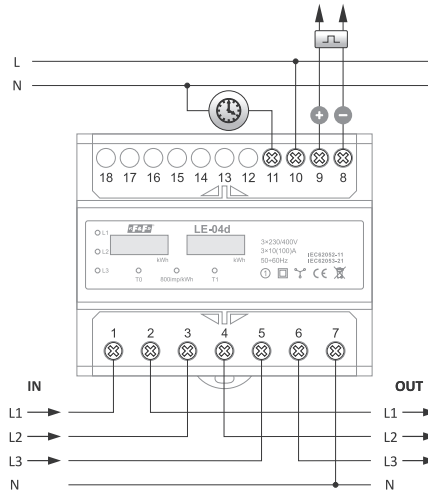 L
N
+ −
18 17 16 15 14 13 12 11 10 9 8
L1
F&F
LE-04d
L2
kWh
kWh
L3
T0
800imp/kWh
T1
3×230/400V
3×10(100)A
50÷60Hz
IEC62052-11
IEC62053-21
1
CE
1 2 3 4 5 6 7
IN
OUT
L1
L1
L2
L2
L3
L3
N
N